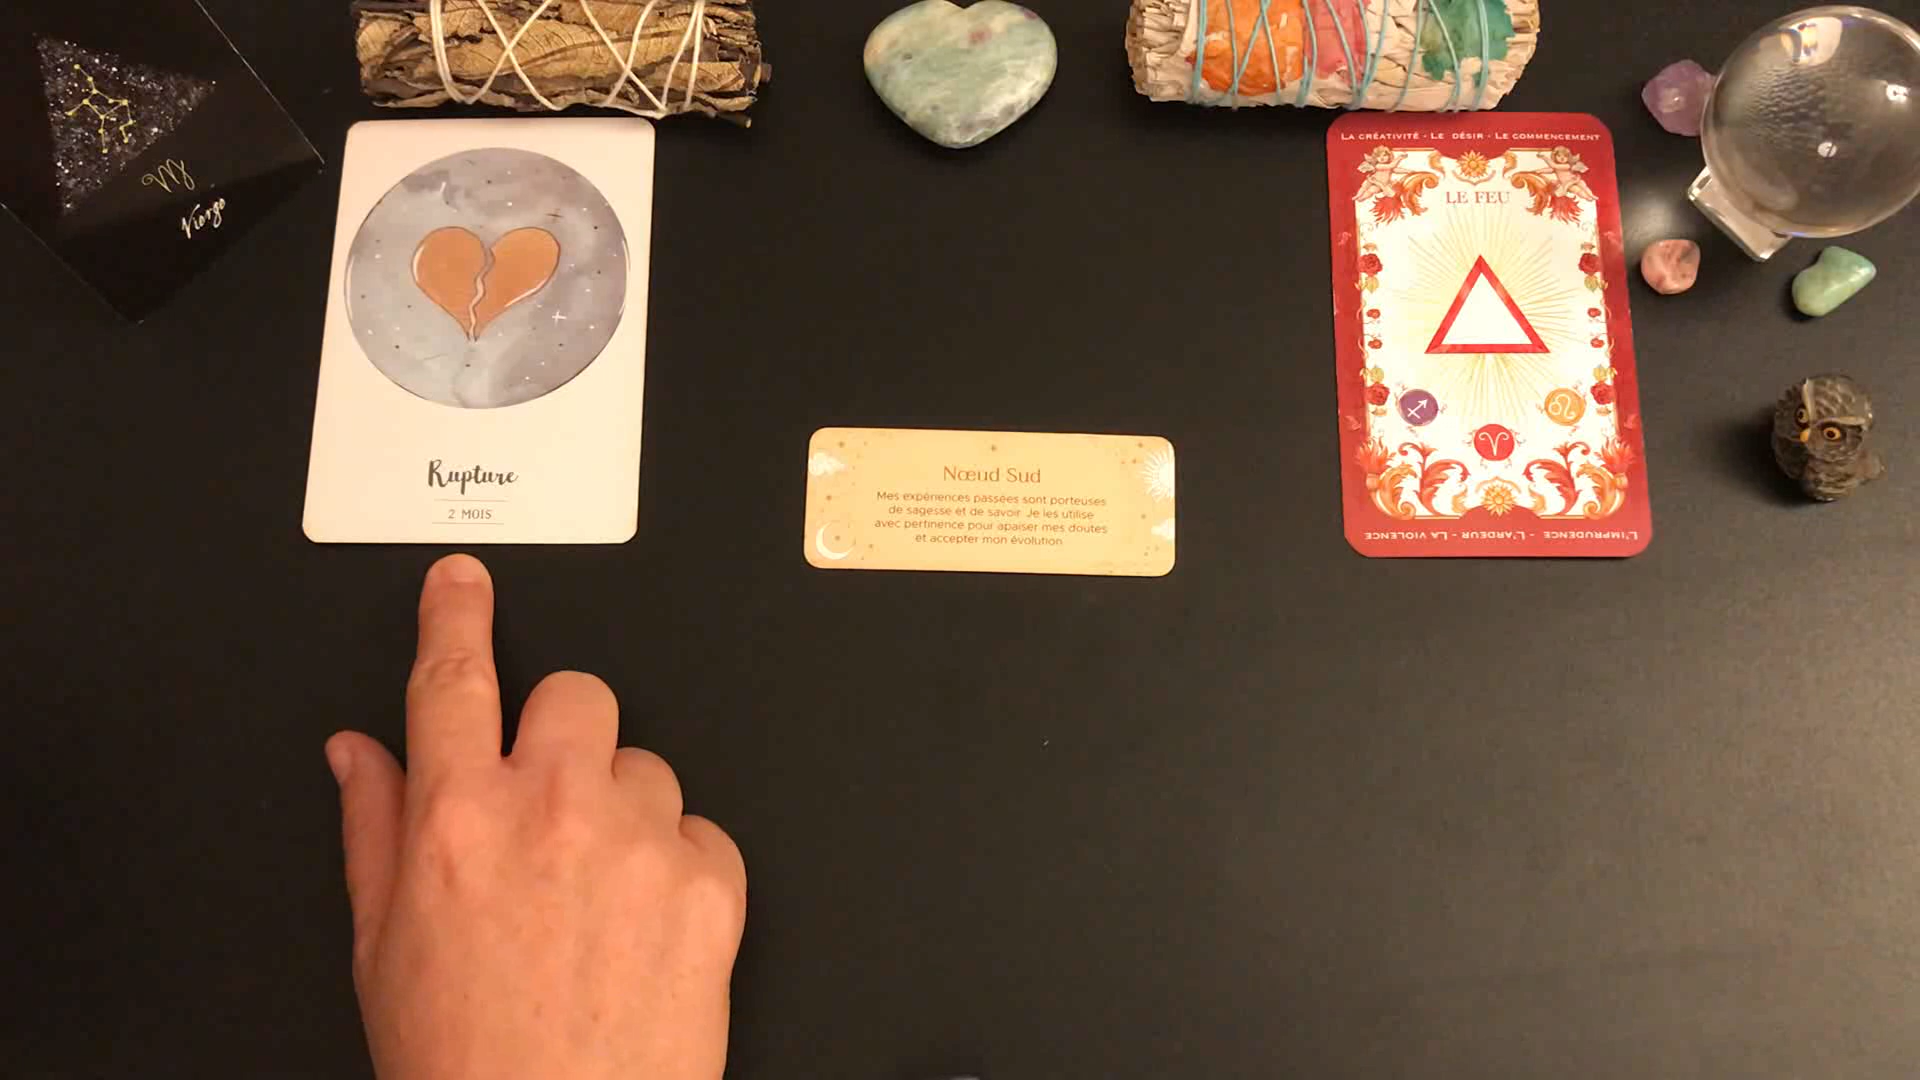 Vierge
Rupture
2 MOIS
Nœud Sud
Mes expériences passées sont porteuses
de sagesse et de savoir. Je les utilise
avec pertinence pour apaiser mes doutes
et accepter mon évolution.
LA CRÉATIVITÉ - LE DÉSIR - LE COMMENCEMENT
LE FEU
L'IMPRUDENCE - L'ARDEUR - LA VIOLENCE